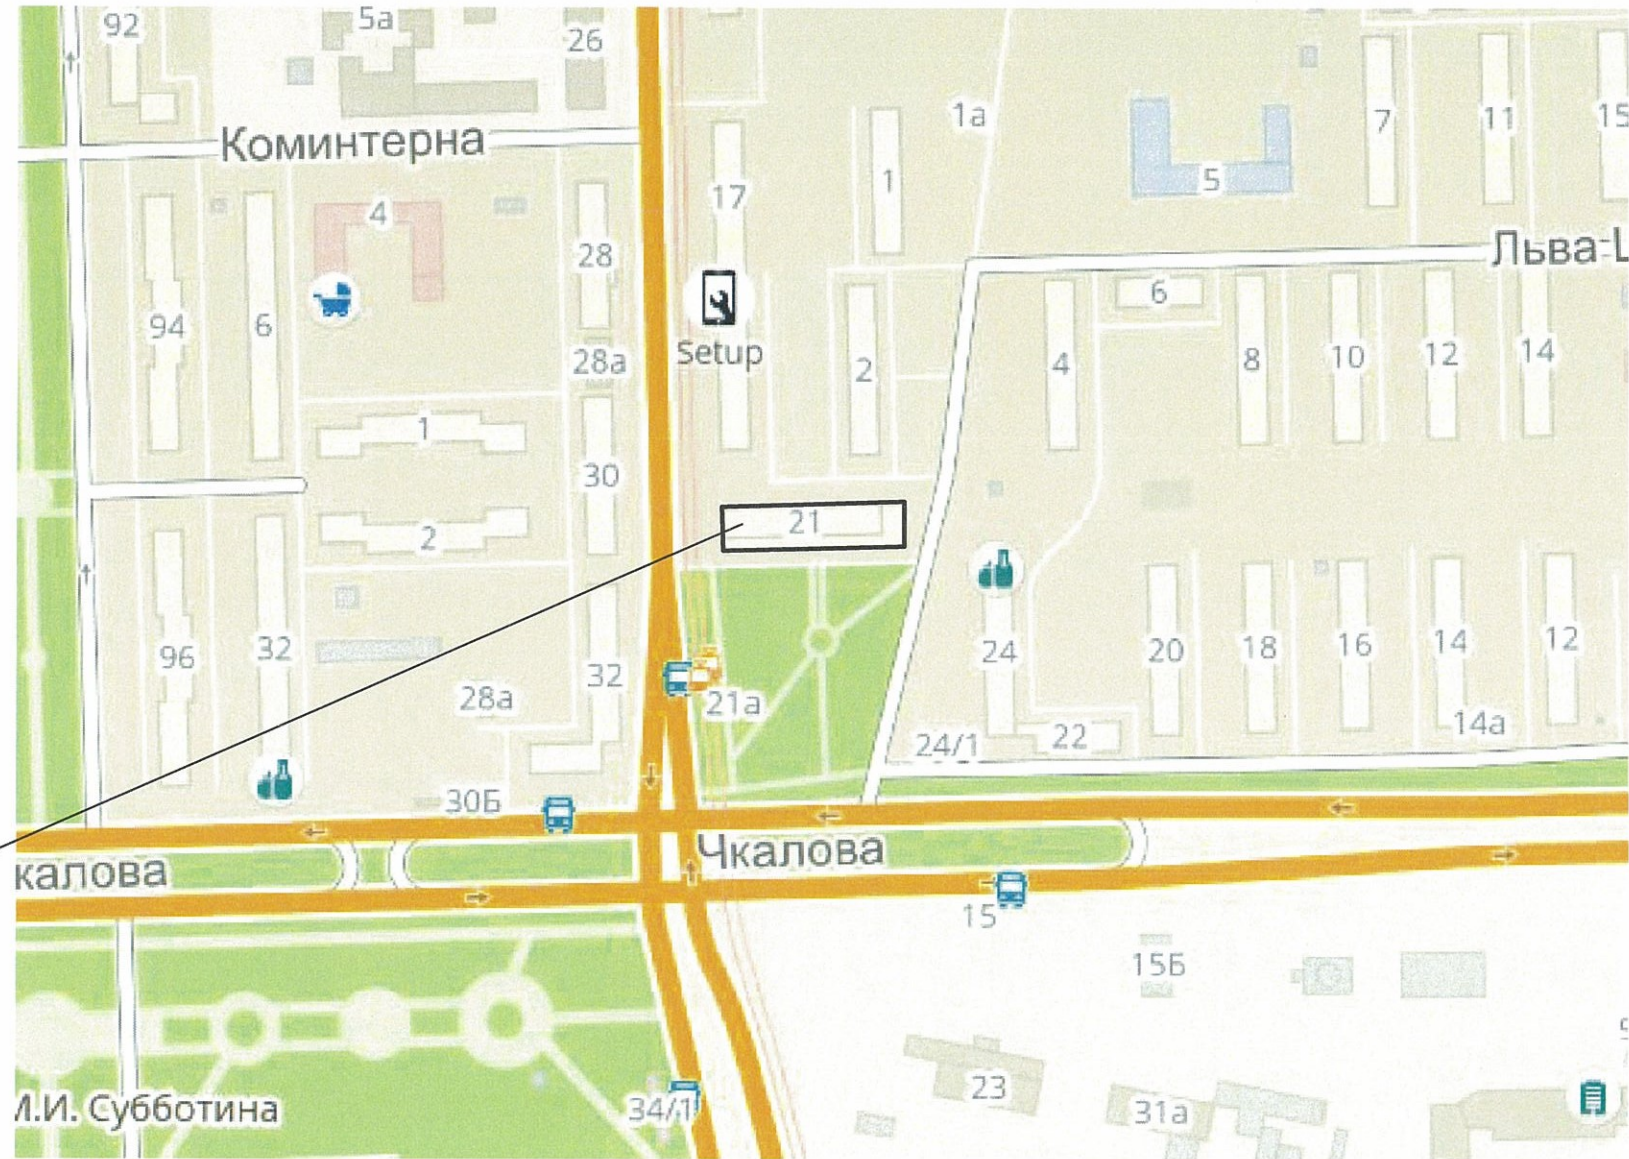 92
5а
26
1а
7
11
15
Коминтерна
5
17
1
4
28
Льва
6
94
6
28а
Setup
2
4
8
10
12
14
1
30
2
21
96
32
32
24
20
18
16
14
12
28а
21а
24/1
22
14а
30Б
калова
Чкалова
15
15Б
23
31а
34/1
М.И. Субботина